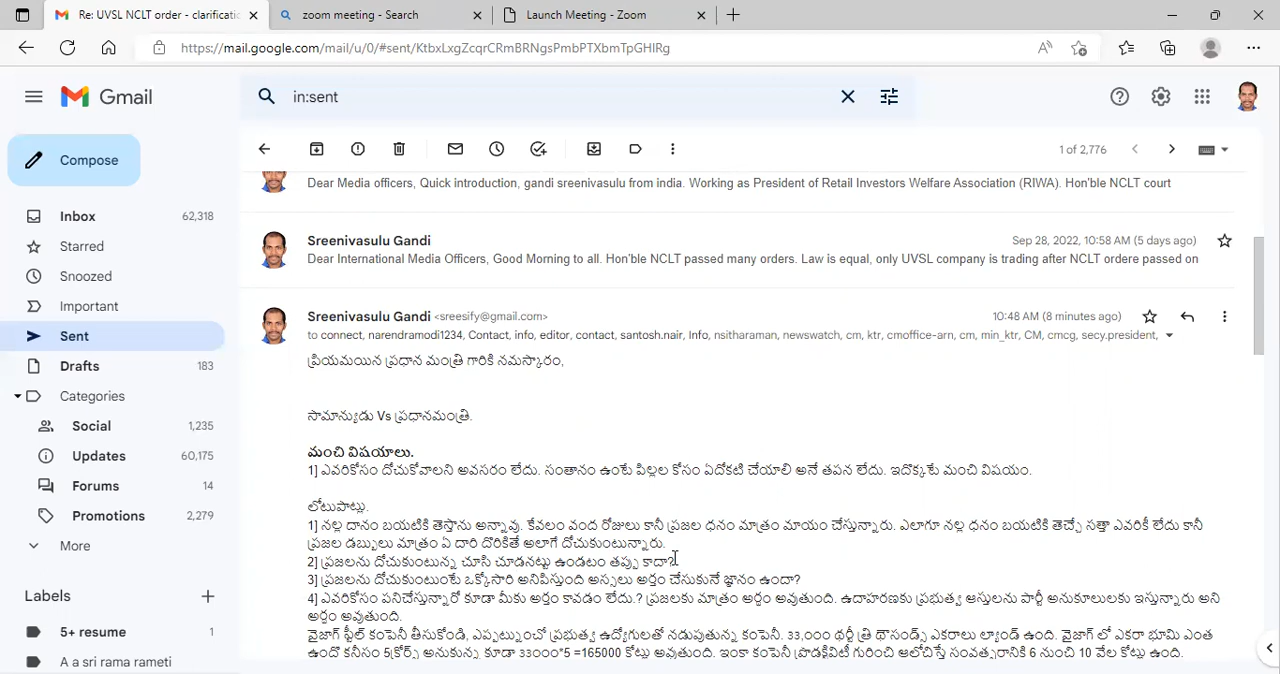 Re: UVSL NCLT order - clarificatio
zoom meeting - Search
Launch Meeting - Zoom
https://mail.google.com/mail/u/0/#sent/KtbxLxgZcqrCRmBRNgsPmbPTXbmTpGHlRg
Gmail
in:sent
Compose
1 of 2,776
Dear Media officers, Quick introduction, gandi sreenivasulu from india. Working as President of Retail Investors Welfare Association (RIWA). Hon'ble NCLT court
Inbox 62,318
Starred
Sreenivasulu Gandi Sep 28, 2022, 10:58 AM (5 days ago)
Dear International Media Officers, Good Morning to all. Hon'ble NCLT passed many orders. Law is equal, only UVSL company is trading after NCLT ordere passed on
Snoozed
Important
Sreenivasulu Gandi <sreesify@gmail.com> 10:48 AM (8 minutes ago)
to connect, narendramodi1234, Contact, info, editor, contact, santosh.nair, Info, nsitharaman, newswatch, cm, ktr, cmoffice-arn, cm, min_ktr, CM, cmcg, secy.president,
Sent
Drafts 183
Categories
Social 1,235
Updates 60,175
Forums 14
Promotions 2,279
More
Labels
5+ resume 1
A a sri rama rameti
ప్రియమయిన ప్రధాన మంత్రి గారికి నమస్కారం,
సామాన్యుడు Vs ప్రధానమంత్రి.
మంచి విషయాలు.
1] ఎవరికోసం దోచుకోవాలని అవసరం లేదు. సంతానం ఉంటే పిల్లల కోసం ఏదోకటి చేయాలి అనే తపన లేదు. ఇదొక్కటే మంచి విషయం.
లోటుపాట్లు.
1] నల్ల దానం బయటికి తెస్తాను అన్నావు. కేవలం వంద రోజులు కానీ ప్రజల ధనం మాత్రం మాయం చేస్తున్నారు. ఎలాగూ నల్ల ధనం బయటికి తెచ్చే సత్తా ఎవరికీ లేదు కానీ
ప్రజల డబ్బులు మాత్రం ఏ దారి దొరికితే అలాగే దోచుకుంటున్నారు.
2] ప్రజలను దోచుకుంటున్న చూసి చూడనట్టు ఉండటం తప్పు కాదా?
3] ప్రజలను దోచుకుంటుంటే ఒక్కోసారి అనిపిస్తుంది అస్సలు అర్థం చేసుకునే జ్ఞానం ఉందా?
4] ఎవరికోసం పనిచేస్తున్నారో కూడా మీకు అర్థం కావడం లేదు.? ప్రజలకు మాత్రం అర్థం అవుతుంది. ఉదాహరణకు ప్రభుత్వ ఆస్తులను పార్టీ అనుకూలులకు ఇస్తున్నారు అని
అర్థం అవుతుంది.
వైజాగ్ స్టీల్ కంపెనీ తీసుకోండి, ఎప్పట్నుంచో ప్రభుత్వ ఉద్యోగులతో నడుపుతున్న కంపెనీ. ౩౩,౦౦౦ థర్టీ త్రి థౌసండ్స్ ఎకరాలు ల్యాండ్ ఉంది. వైజాగ్ లో ఎకరా భూమి ఎంత
ఉందొ కనీసం 5క్రోర్స్ అనుకున్న కూడా ౩౩౦౦౦*5 =165000 కోట్లు అవుతుంది. ఇంకా కంపెనీ ప్రొడక్టివిటీ గురించి ఆలోచిస్తే సంవత్సరానికి 6 నుంచి 10 వేల కోట్లు ఉంది.